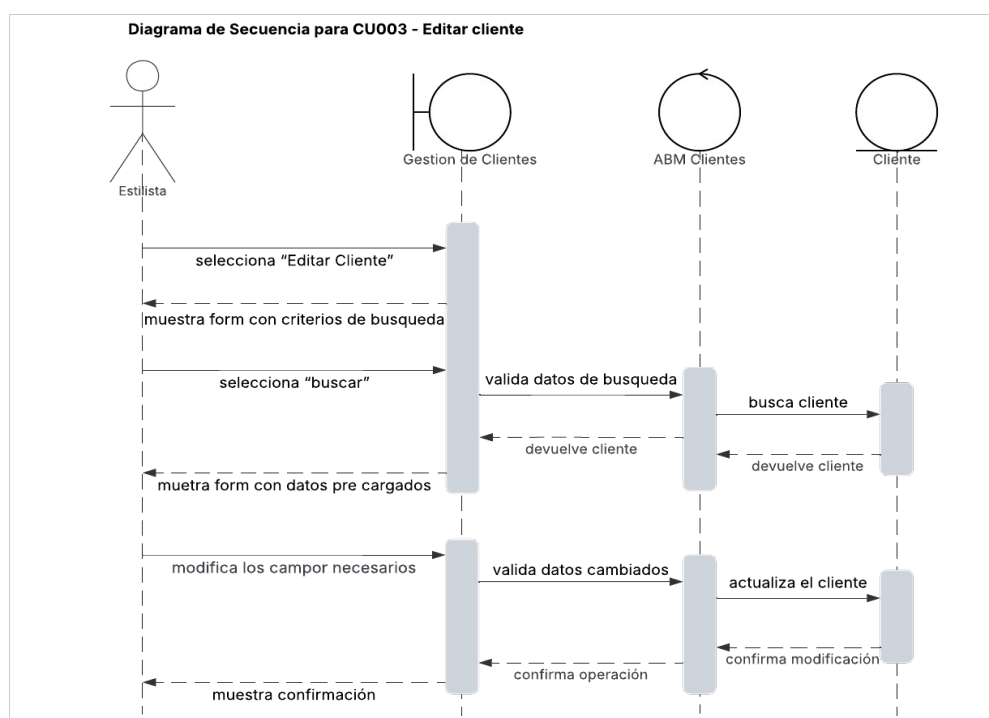 Diagrama de Secuencia para CU003 - Editar cliente
Gestion de Clientes
ABM Clientes
Cliente
Estilista
selecciona “Editar Cliente”
muestra form con criterios de busqueda
selecciona “buscar”
valida datos de busqueda
busca cliente
devuelve cliente
devuelve cliente
muetra form con datos pre cargados
modifica los campor necesarios
valida datos cambiados
actualiza el cliente
confirma modificación
confirma operación
muestra confirmación